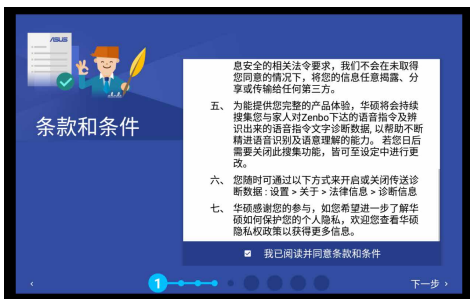 ASUS
条款和条件
息安全的相关法令要求，我们不会在未取得
您同意的情况下，将您的信息任意揭露、分
享或传输给任何第三方。
五、 为能提供您完整的产品体验，华硕将会持续
搜集您与家人对Zenbo下达的语音指令及辨
识出来的语音指令文字诊断数据, 以帮助不断
精进语音识别及语意理解的能力。 若您日后
需要关闭此搜集功能，皆可至设定中进行更
改。
六、 您随时可通过以下方式来开启或关闭传送诊
断数据 : 设置 > 关于 > 法律信息 > 诊断信息
七、 华硕感谢您的参与，如您希望进一步了解华
硕如何保护您的个人隐私，欢迎您查看华硕
隐私权政策以获得更多信息。
我已阅读并同意条款和条件
1
下一步